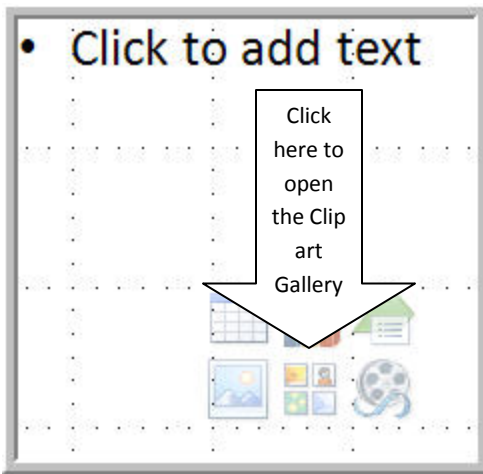 • Click to add text
Click
here to
open
the Clip
art
Gallery